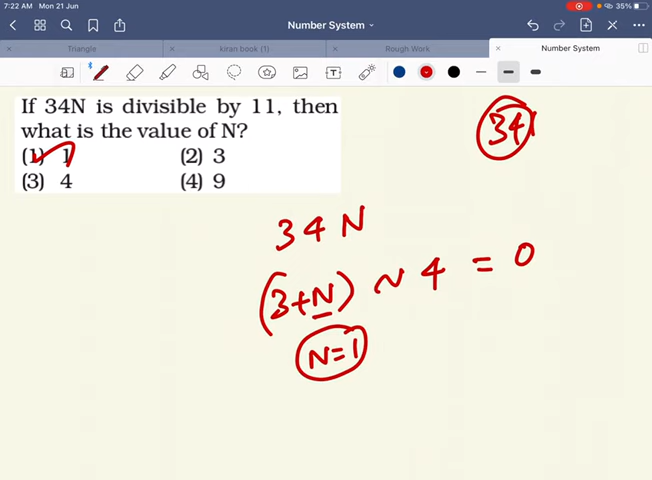 7:22 AM Mon 21 Jun
35%
Number System
Triangle
kiran book (1)
Rough Work
Number System
T
If 34N is divisible by 11, then
what is the value of N?
(1) 1 (2) 3
(3) 4 (4) 9
341
3 4 N
(3+N) ~ 4 = 0
N=1